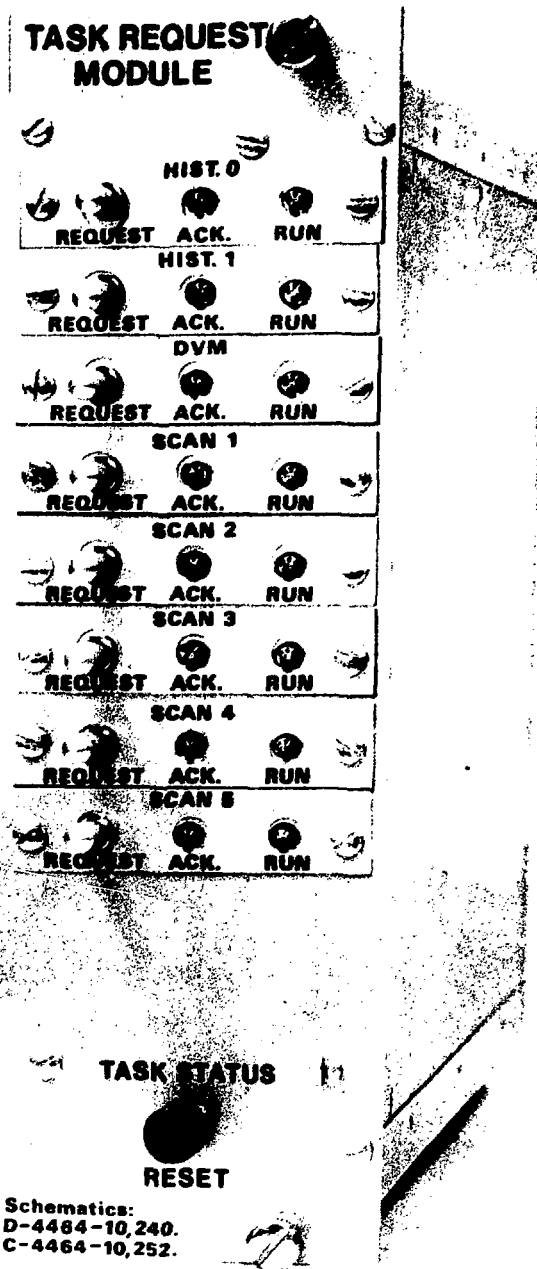 TASK REQUEST
MODULE
HIST. 0
REQUEST ACK. RUN
HIST. 1
REQUEST ACK. RUN
DVM
REQUEST ACK. RUN
SCAN 1
REQUEST ACK. RUN
SCAN 2
REQUEST ACK. RUN
SCAN 3
REQUEST ACK. RUN
SCAN 4
REQUEST ACK. RUN
SCAN 5
REQUEST ACK. RUN
TASK STATUS
RESET
Schematics:
D-4464-10,240.
C-4464-10,252.